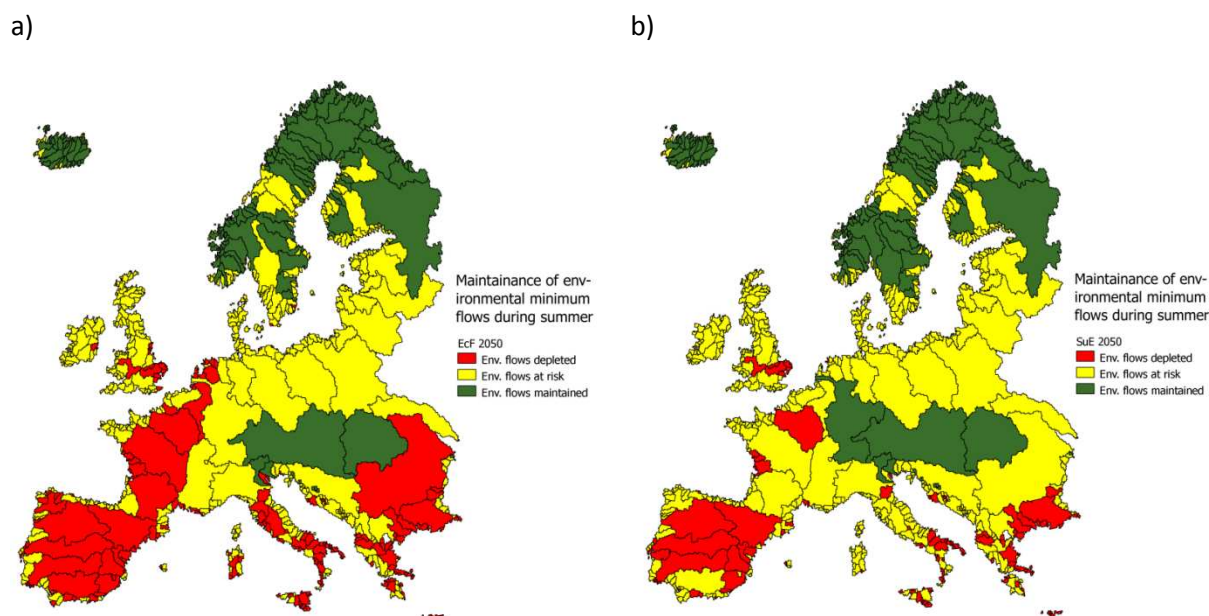 a)
b)
Maintainance of env-
ironmental minimum
flows during summer
EcF 2050
Env. flows depleted
Env. flows at risk
Env. flows maintained
Maintainance of env-
ironmental minimum
flows during summer
SuE 2050
Env. flows depleted
Env. flows at risk
Env. flows maintained